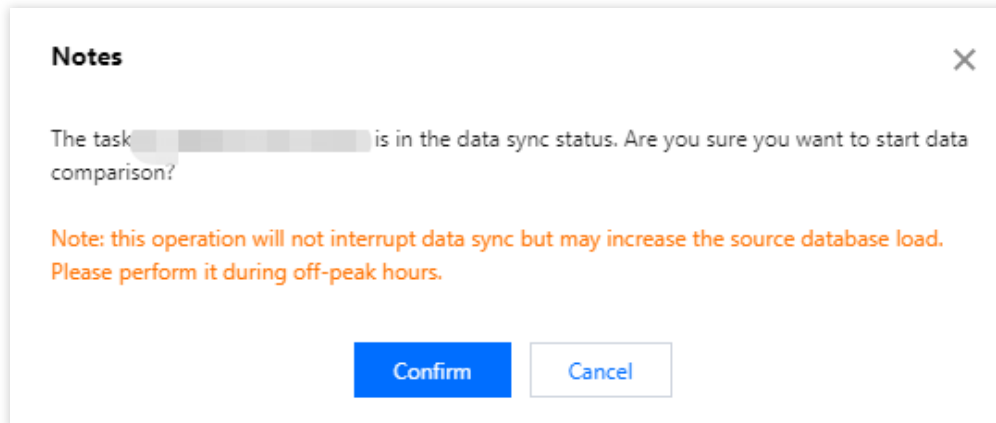 Notes
The task is in the data sync status. Are you sure you want to start data
comparison?
Note: this operation will not interrupt data sync but may increase the source database load.
Please perform it during off-peak hours.
Confirm
Cancel